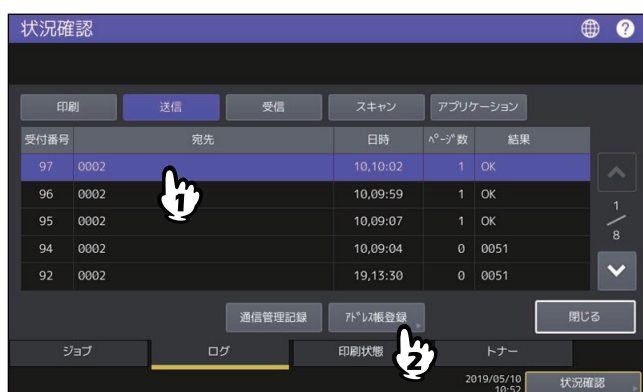 状況確認 ?
印刷 送信 受信 スキャン アプリケーション
受付番号 宛先 日時 ページ数 結果
97 0002 10,10:02 1 OK
96 0002 10,09:59 1 OK
95 0002 10,09:07 1 OK
94 0002 10,09:04 0 0051
92 0002 19,13:30 0 0051
1
/
8
1
通信管理記録 アドレス帳登録 閉じる
2
ジョブ ログ 印刷状態 トナー
2019/05/10
10:52
状況確認